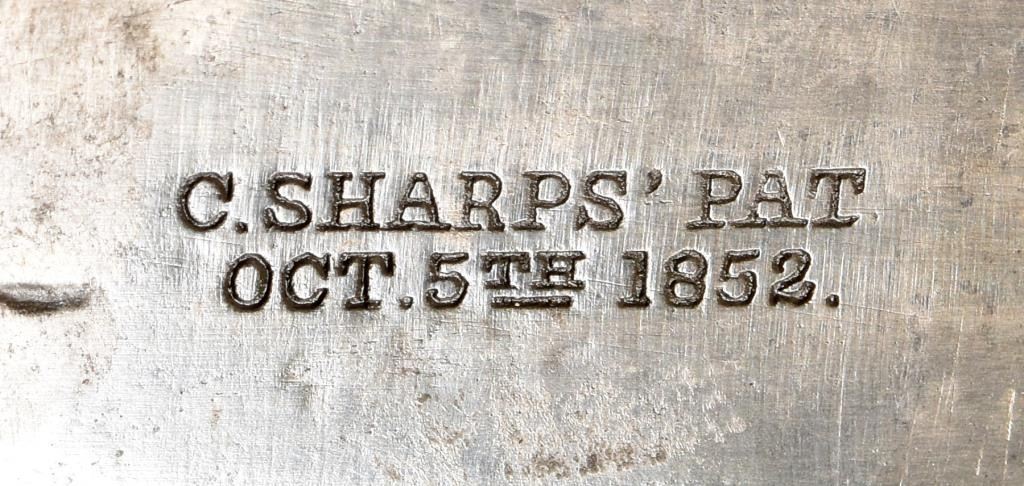 C. SHARPS' PAT.
OCT. 5TH 1852.